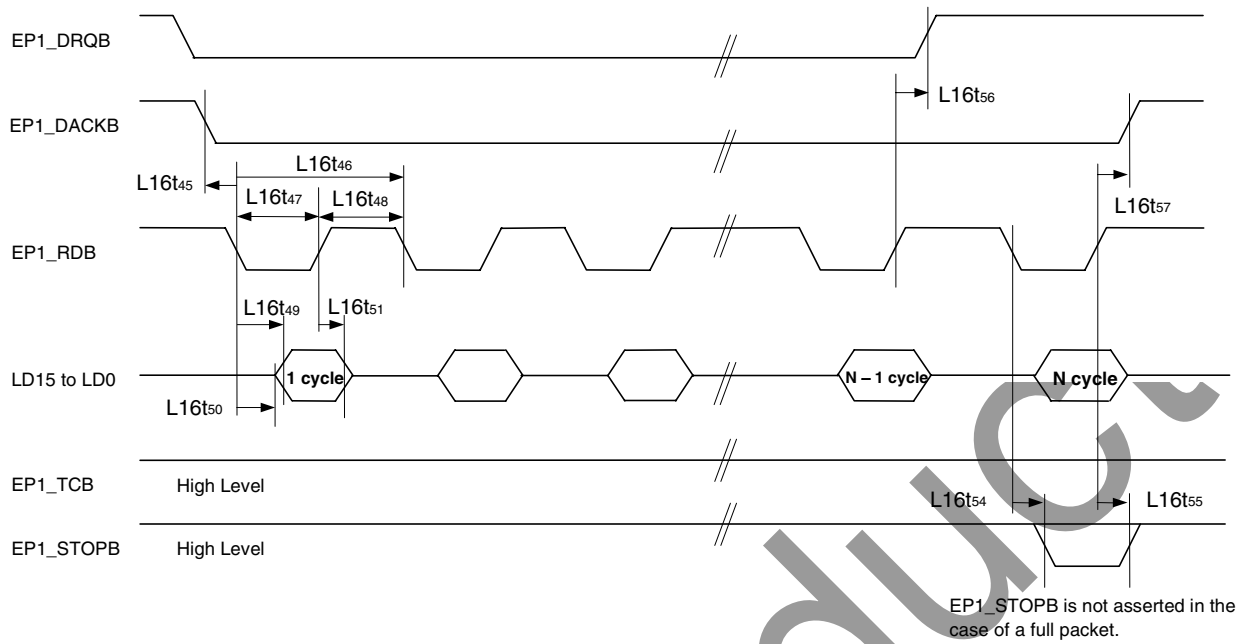 EP1_DRQB
L16t56
EP1_DACKB
L16t46
L16t45
L16t47
L16t48
L16t57
EP1_RDB
L16t49
L16t51
LD15 to LD0
1 cycle
N – 1 cycle
N cycle
L16t50
EP1_TCB
High Level
L16t54
L16t55
EP1_STOPB
High Level
EP1_STOPB is not asserted in the
case of a full packet.